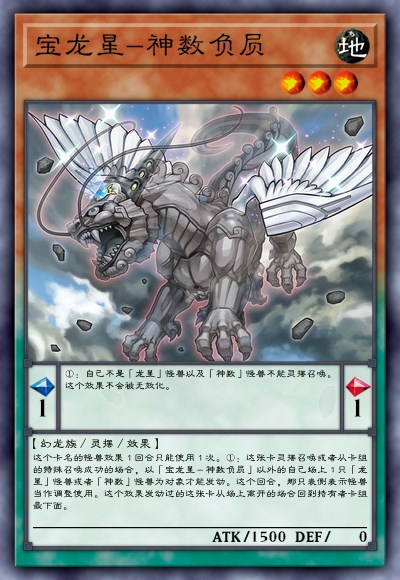 宝龙星-神数负屃
地
①：自己不是「龙星」怪兽以及「神数」怪兽不能灵摆召唤。
这个效果不会被无效化。
1
1
【幻龙族／灵摆／效果】
这个卡名的怪兽效果1回合只能使用1次。①：这张卡灵摆召唤或者从卡组
的特殊召唤成功的场合，以「宝龙星-神数负屃」以外的自己场上1只「龙
星」怪兽或者「神数」怪兽为对象才能发动。这个回合，那只表侧表示怪兽
当作调整使用。这个效果发动过的这张卡从场上离开的场合回到持有者卡组
最下面。
ATK/1500 DEF/ 0